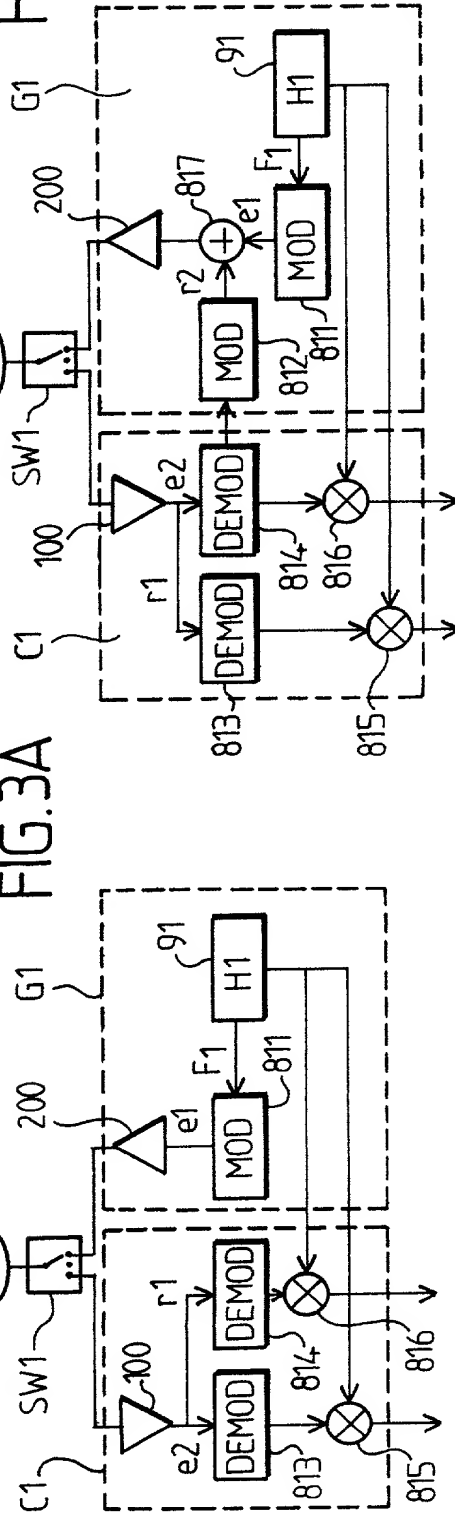 FIG.3A
C1
SW1
200
G1
100
e2
r1
e1
F1
91
H1
DEMOD
DEMOD
MOD
813
814
811
815
816
C1
100
SW1
200
G1
r1
e2
r2
817
e1
F1
91
H1
DEMOD
DEMOD
MOD
MOD
813
814
812
811
815
816